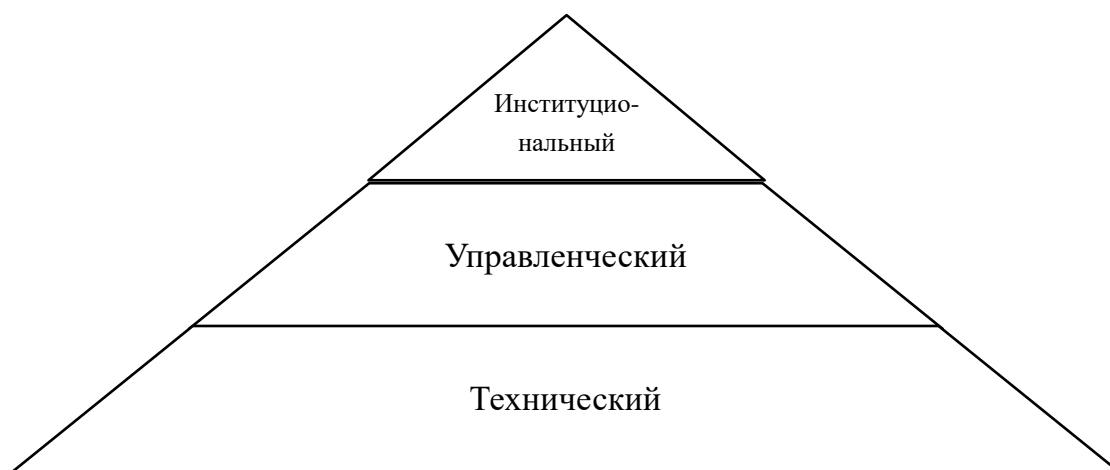 Институцио-
нальный
Управленческий
Технический